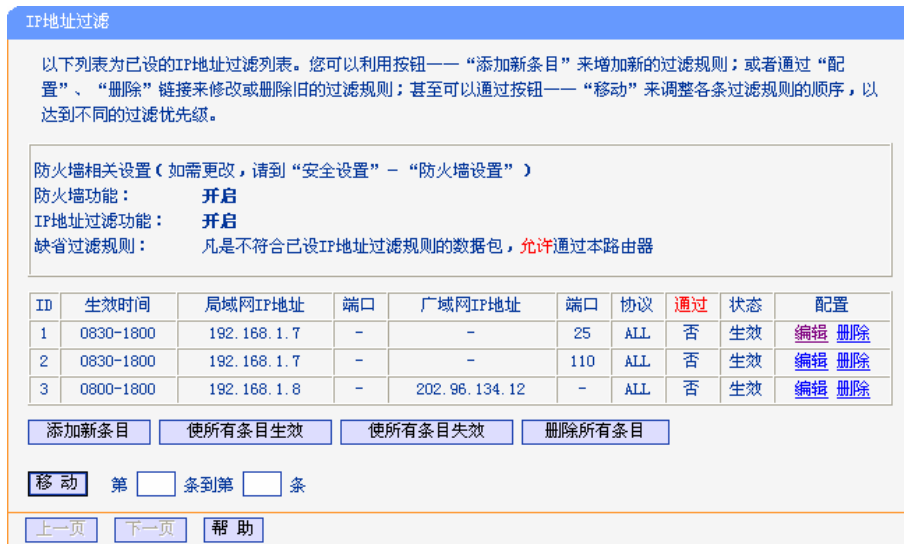 IP地址过滤
以下列表为已设的IP地址过滤列表。您可以利用按钮——“添加新条目”来增加新的过滤规则；或者通过“配
置”、“删除”链接来修改或删除旧的过滤规则；甚至可以通过按钮——“移动”来调整各条过滤规则的顺序，以
达到不同的过滤优先级。
防火墙相关设置（如需更改，请到“安全设置”－“防火墙设置”）
防火墙功能： 开启
IP地址过滤功能： 开启
缺省过滤规则： 凡是不符合已设IP地址过滤规则的数据包，允许通过本路由器
ID 生效时间 局域网IP地址 端口 广域网IP地址 端口 协议 通过 状态 配置
1 0830-1800 192.168.1.7 - - 25 ALL 否 生效 编辑 删除
2 0830-1800 192.168.1.7 - - 110 ALL 否 生效 编辑 删除
3 0800-1800 192.168.1.8 - 202.96.134.12 - ALL 否 生效 编辑 删除
添加新条目 使所有条目生效 使所有条目失效 删除所有条目
移 动 第 条到第 条
上一页 下一页 帮 助